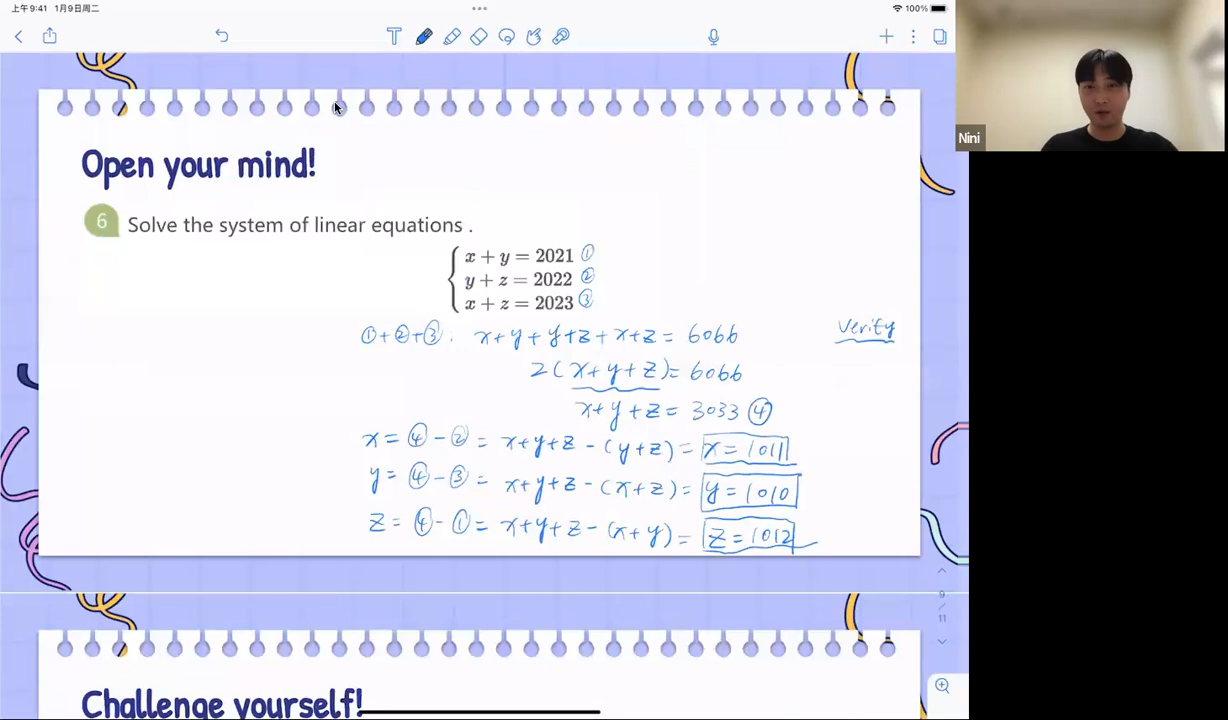 上午9:41 1月9日周二
100%
Nini
Open your mind!
6 Solve the system of linear equations .
x + y = 2021 ①
y + z = 2022 ②
x + z = 2023 ③
①+②+③: x+y+y+z+x+z = 6066
verify
2(x+y+z) = 6066
x+y+z = 3033 ④
x = ④ - ② = x+y+z - (y+z) = x = 1011
y = ④ - ③ = x+y+z - (x+z) = y = 1010
z = ④ - ① = x+y+z - (x+y) = z = 1012
9
/
11
Challenge yourself!